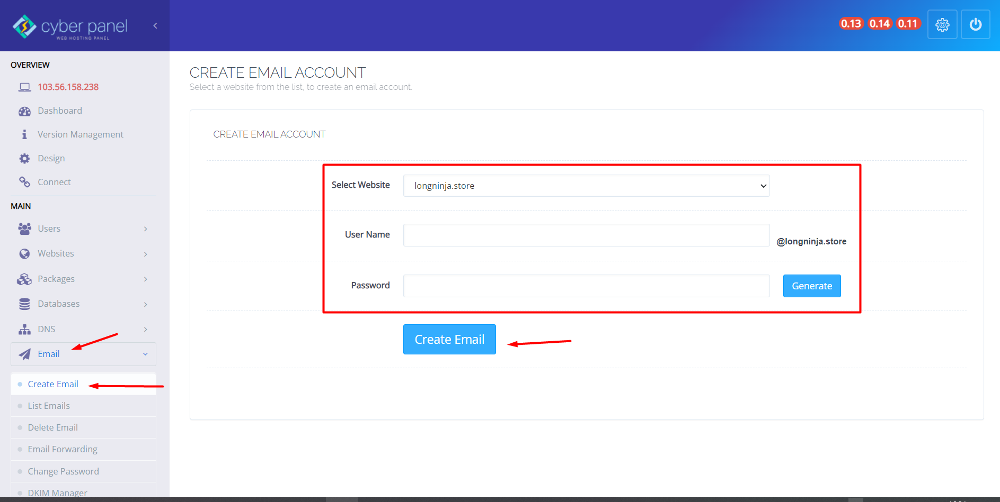 cyber panel
WEB HOSTING PANEL
0.13 0.14 0.11
OVERVIEW
103.56.158.238
Dashboard
Version Management
Design
Connect
MAIN
Users
Websites
Packages
Databases
DNS
Email
Create Email
List Emails
Delete Email
Email Forwarding
Change Password
DKIM Manager
CREATE EMAIL ACCOUNT
Select a website from the list, to create an email account.
CREATE EMAIL ACCOUNT
Select Website longninja.store
User Name @longninja.store
Password Generate
Create Email